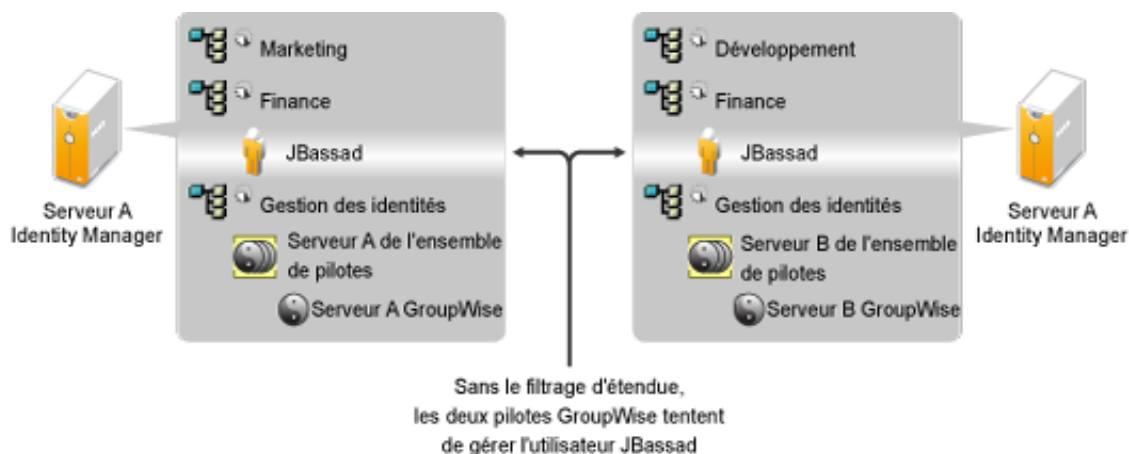 Marketing
Finance
JBassad
Gestion des identités
Serveur A de l'ensemble
de pilotes
Serveur A GroupWise
Serveur A
Identity Manager
Développement
Finance
JBassad
Gestion des identités
Serveur B de l'ensemble
de pilotes
Serveur B GroupWise
Serveur A
Identity Manager
Sans le filtrage d'étendue,
les deux pilotes GroupWise tentent
de gérer l'utilisateur JBassad